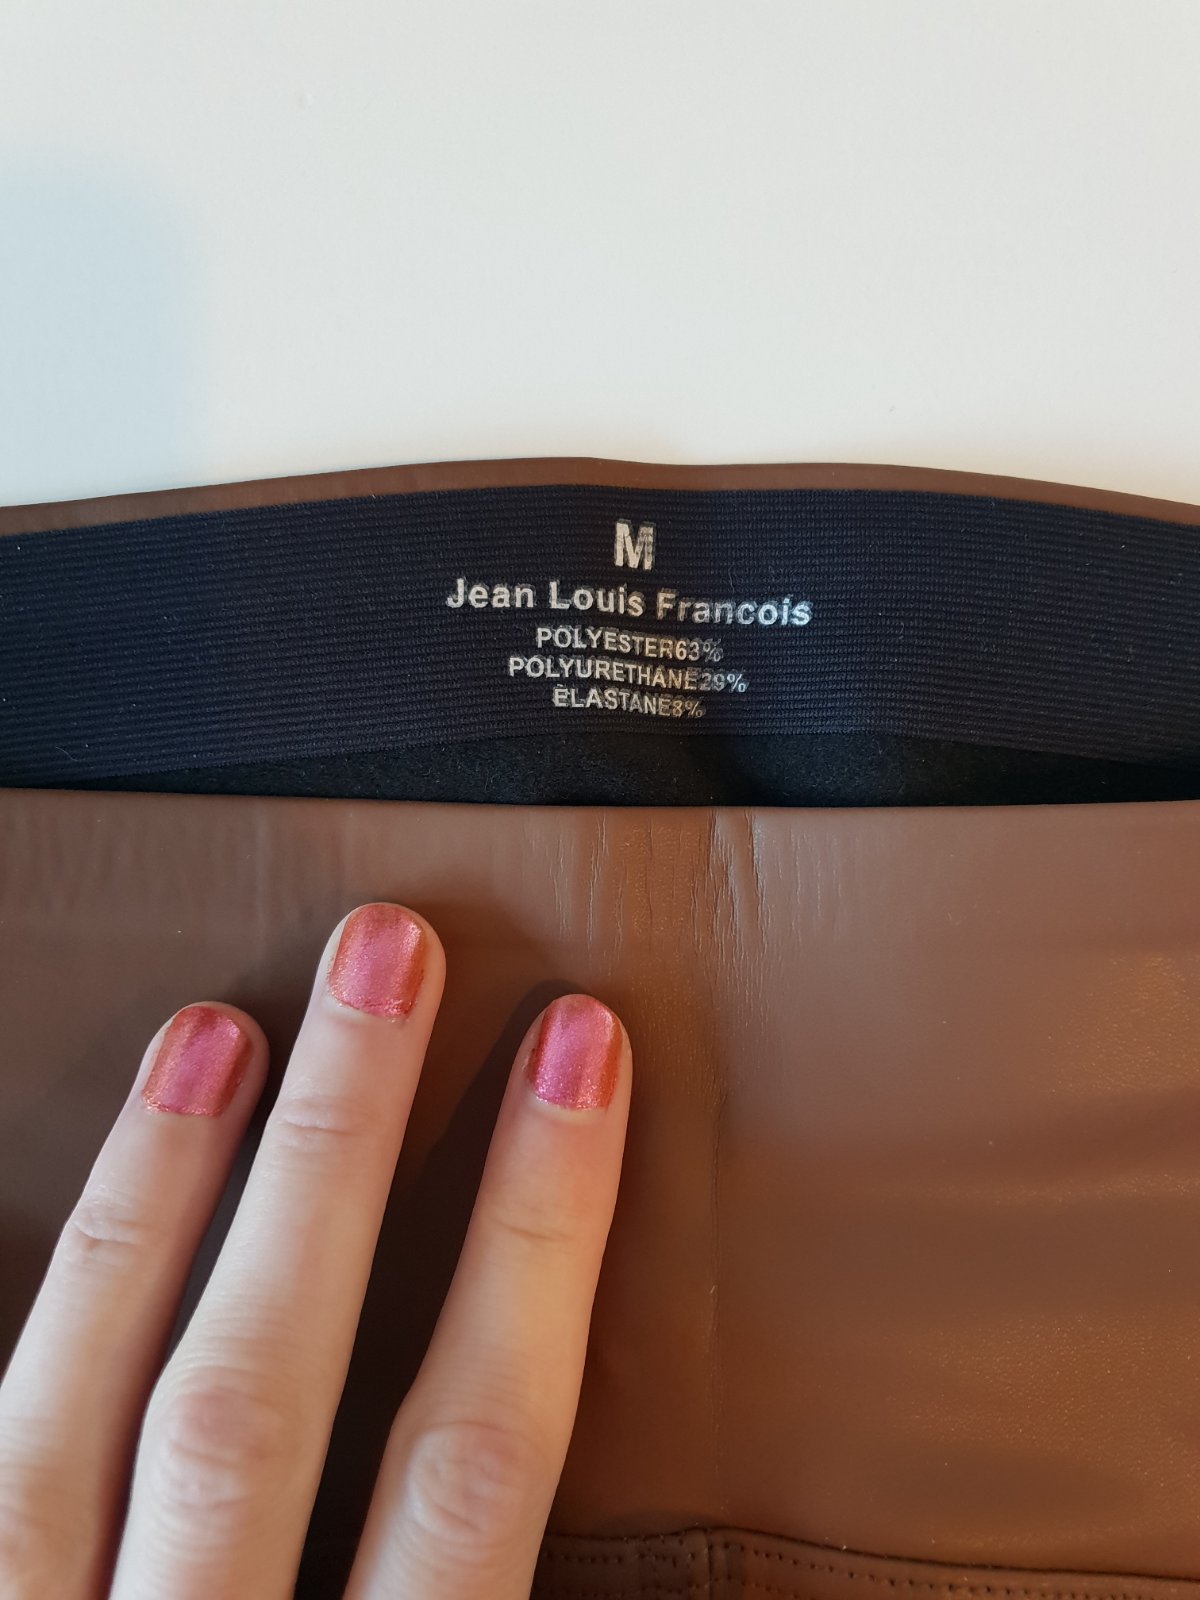 M
Jean Louis Francois
POLYESTER63%
POLYURETHANE29%
ELASTANE8%